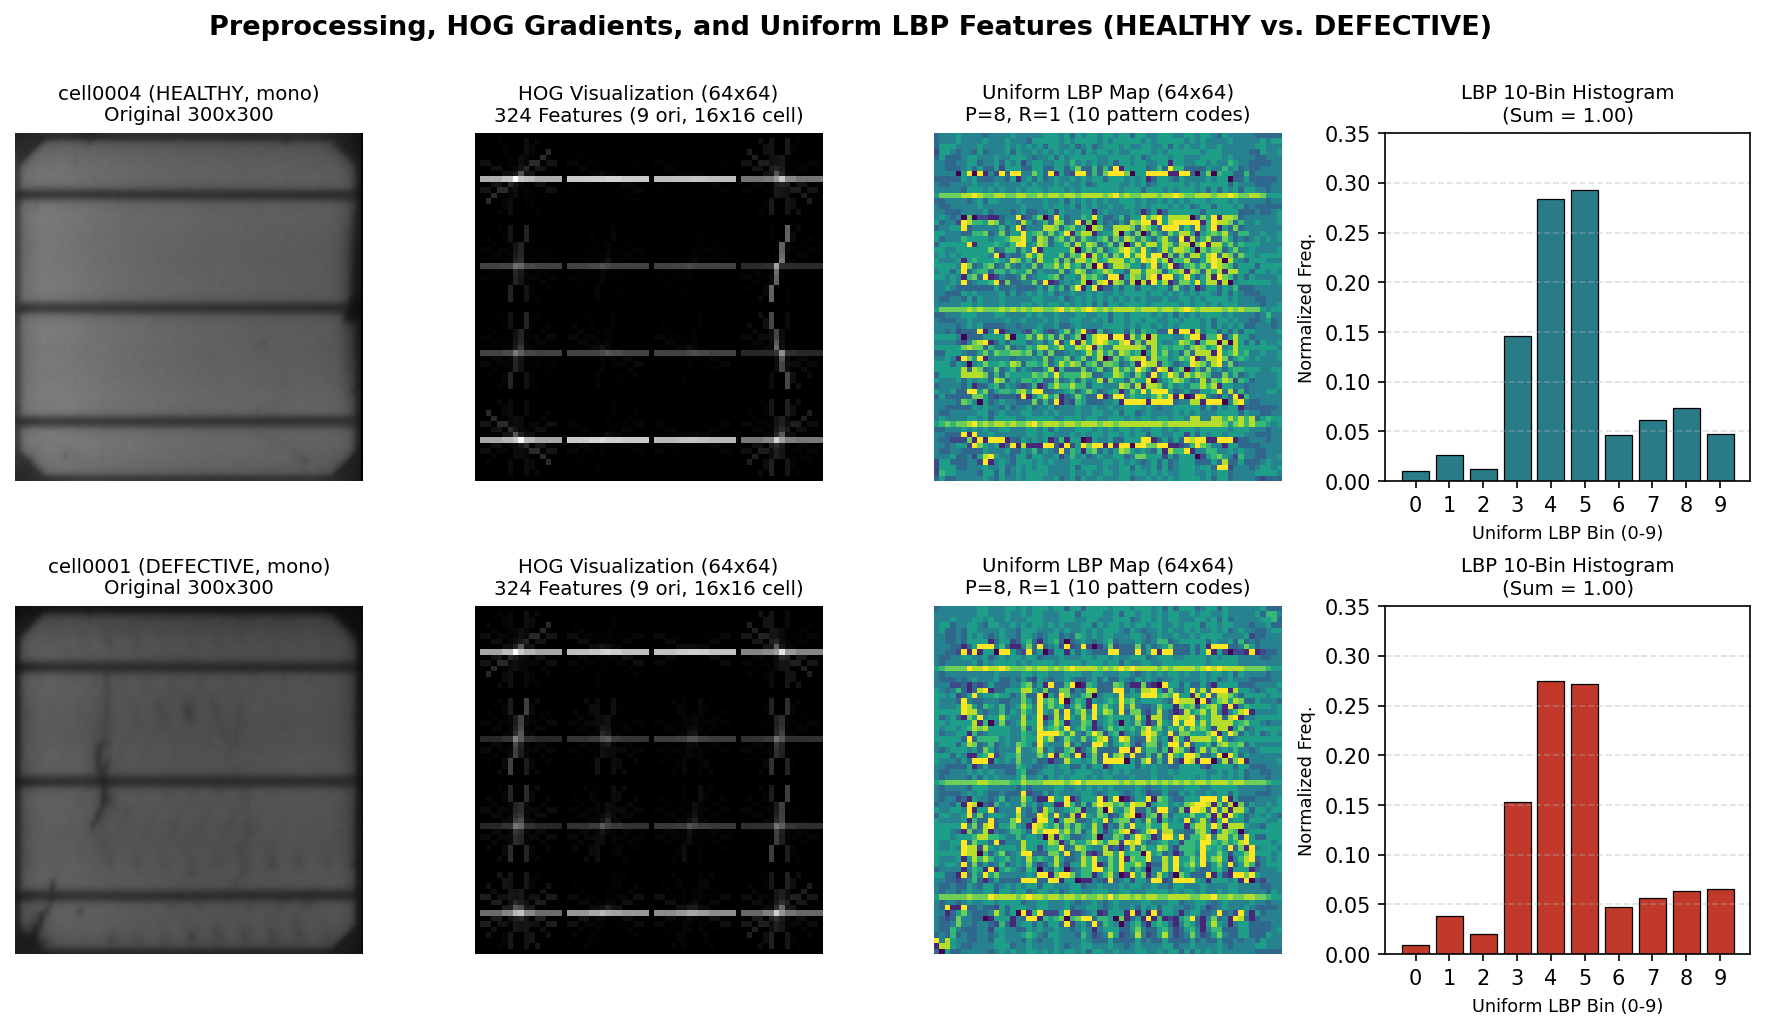 Preprocessing, HOG Gradients, and Uniform LBP Features (HEALTHY vs. DEFECTIVE)
cell0004 (HEALTHY, mono)
Original 300x300
HOG Visualization (64x64)
324 Features (9 ori, 16x16 cell)
Uniform LBP Map (64x64)
P=8, R=1 (10 pattern codes)
LBP 10-Bin Histogram
(Sum = 1.00)
Normalized Freq.
0.35
0.30
0.25
0.20
0.15
0.10
0.05
0.00
0 1 2 3 4 5 6 7 8 9
Uniform LBP Bin (0-9)
cell0001 (DEFECTIVE, mono)
Original 300x300
HOG Visualization (64x64)
324 Features (9 ori, 16x16 cell)
Uniform LBP Map (64x64)
P=8, R=1 (10 pattern codes)
LBP 10-Bin Histogram
(Sum = 1.00)
Normalized Freq.
0.35
0.30
0.25
0.20
0.15
0.10
0.05
0.00
0 1 2 3 4 5 6 7 8 9
Uniform LBP Bin (0-9)